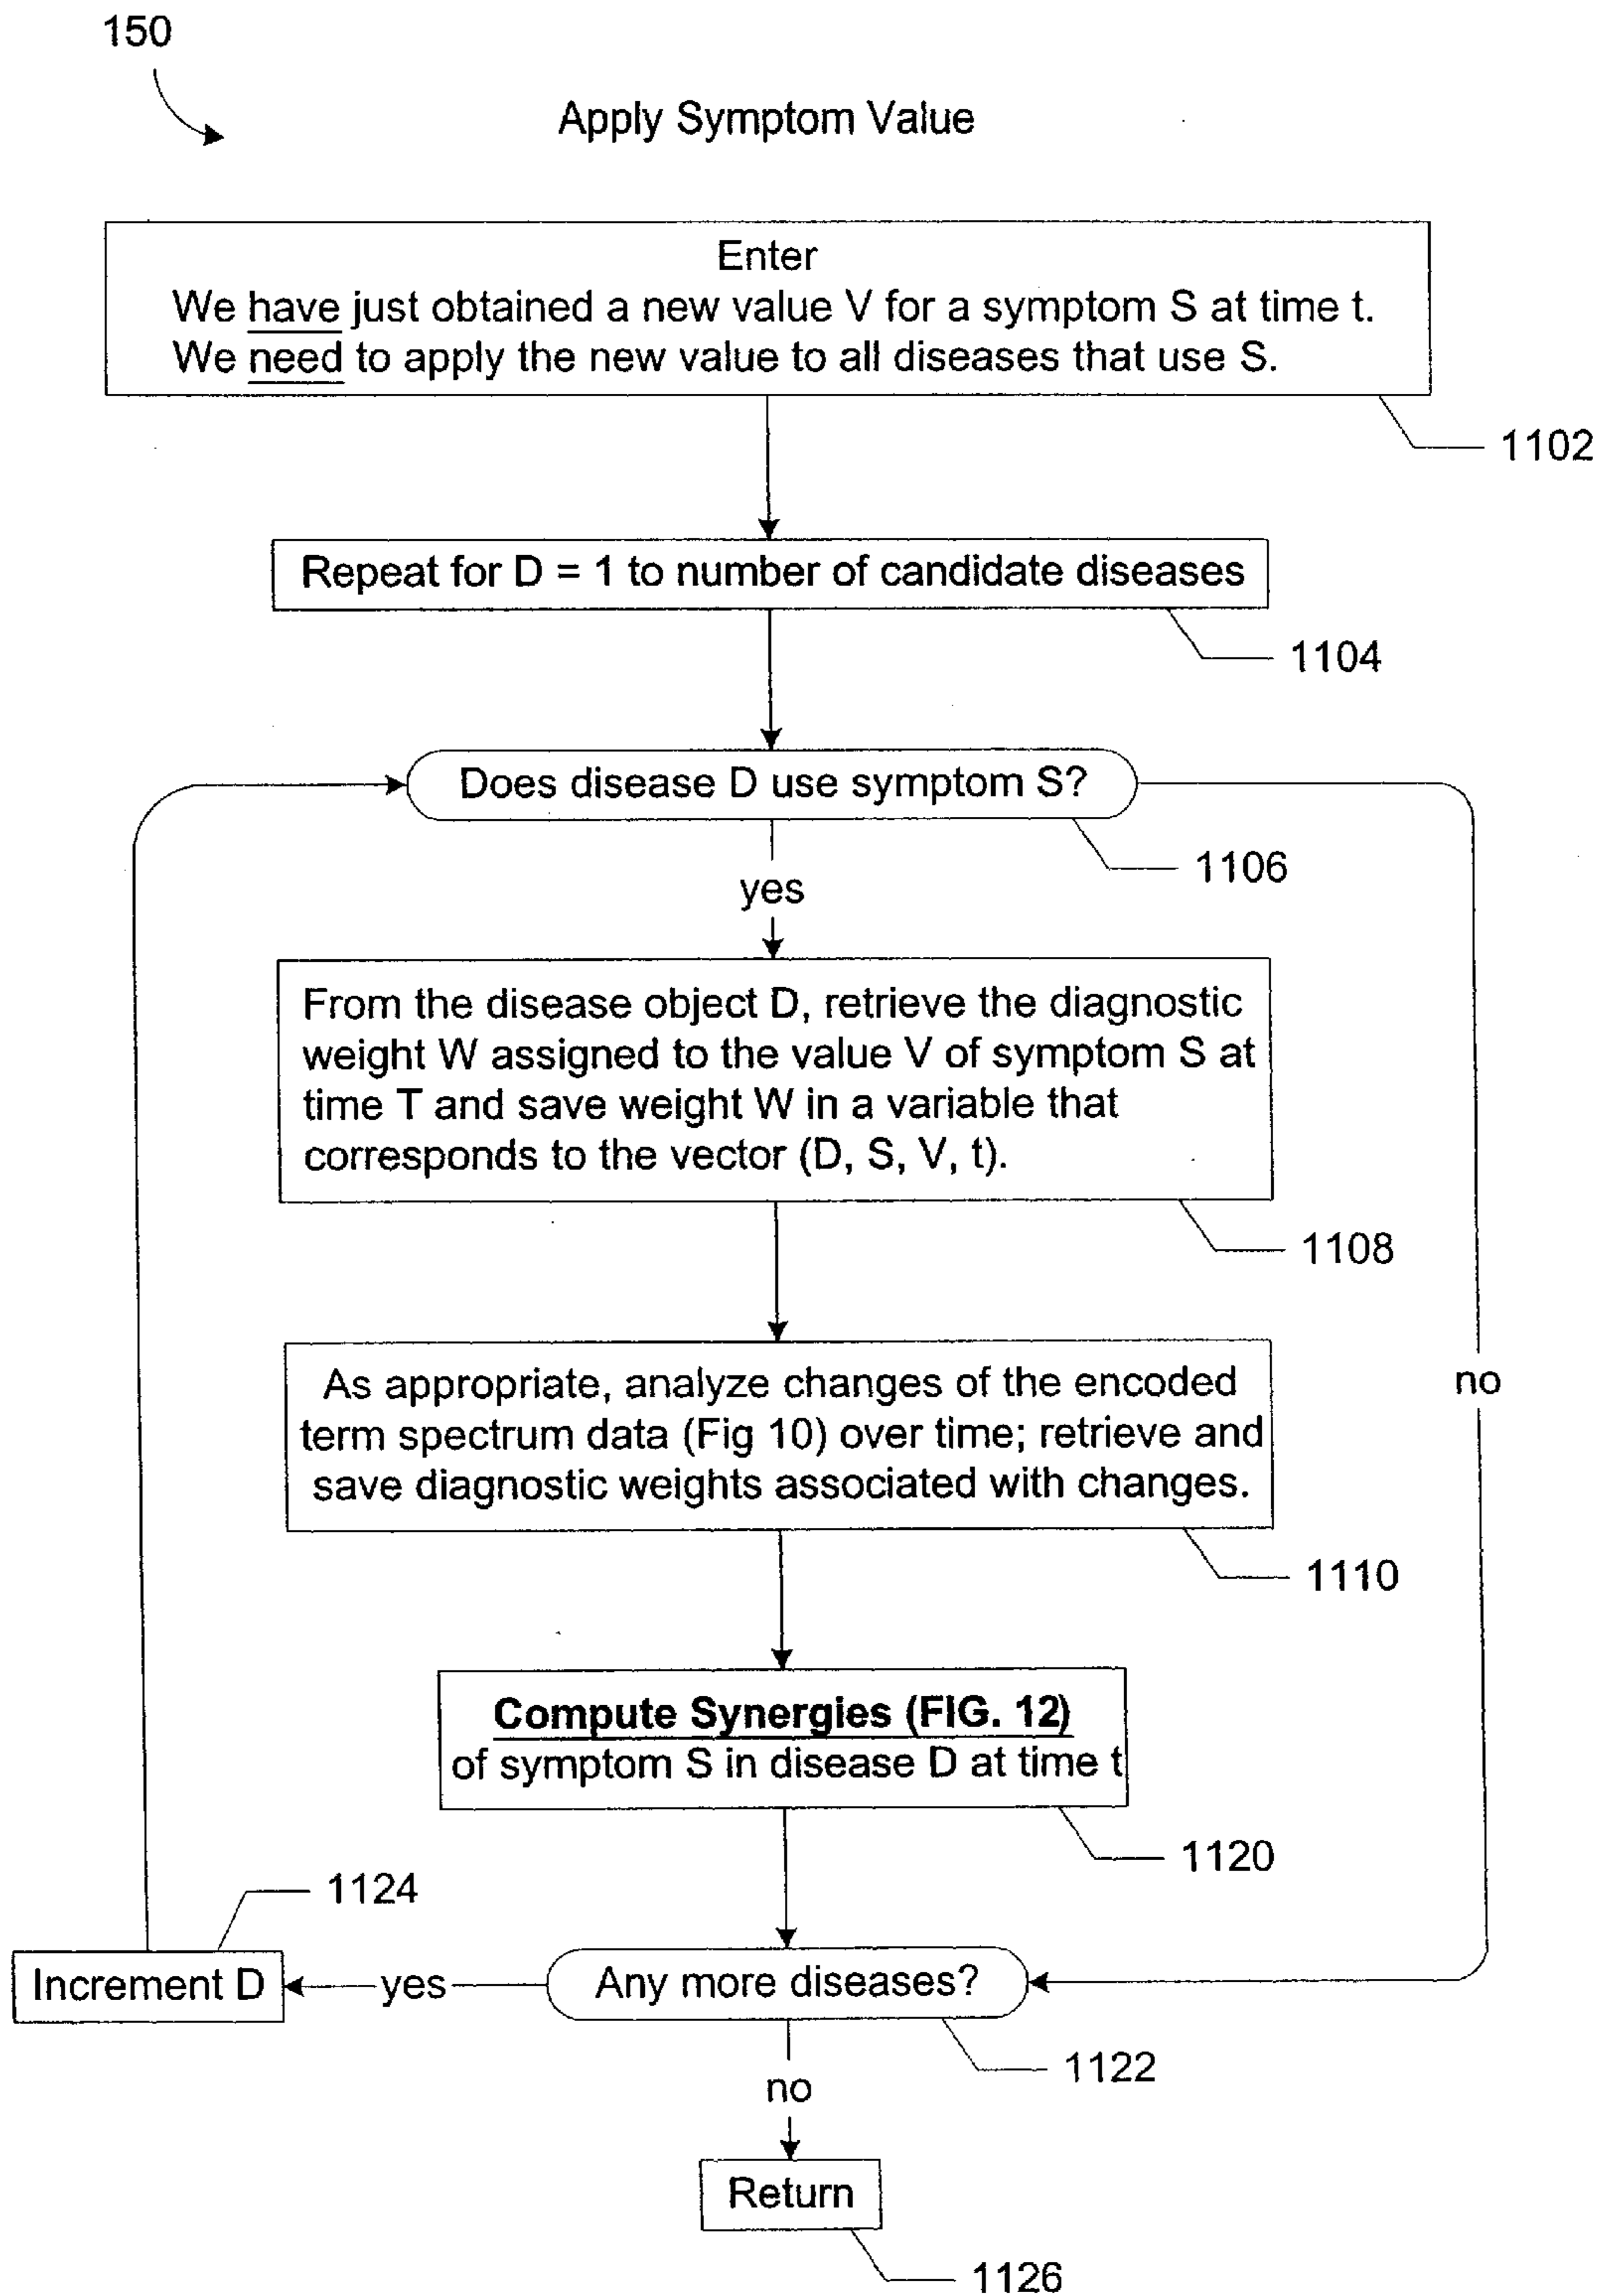 150
Apply Symptom Value
Enter
We have just obtained a new value V for a symptom S at time t.
We need to apply the new value to all diseases that use S.
1102
Repeat for D = 1 to number of candidate diseases
1104
Does disease D use symptom S?
1106
yes
From the disease object D, retrieve the diagnostic
weight W assigned to the value V of symptom S at
time T and save weight W in a variable that
corresponds to the vector (D, S, V, t).
1108
As appropriate, analyze changes of the encoded
term spectrum data (Fig 10) over time; retrieve and
save diagnostic weights associated with changes.
no
1110
Compute Synergies (FIG. 12)
of symptom S in disease D at time t
1120
1124
Increment D
yes
Any more diseases?
1122
no
Return
1126